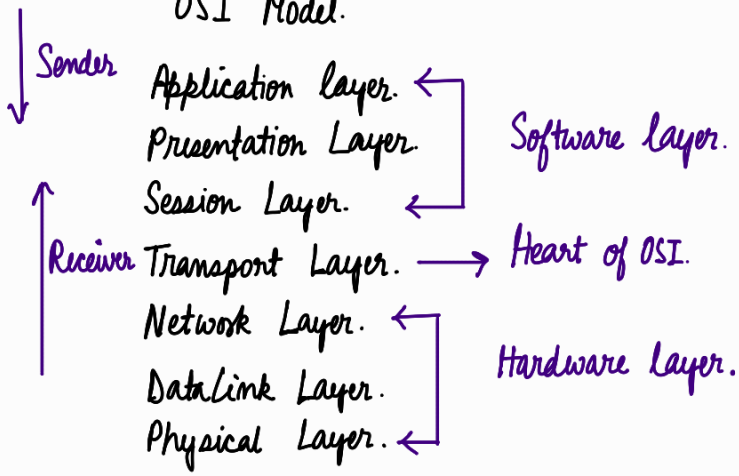 OSI Model.
Sender
Application layer.
Presentation Layer.
Software layer.
Session Layer.
Receiver
Transport Layer.
Heart of OSI.
Network Layer.
Hardware layer.
DataLink Layer.
Physical Layer.